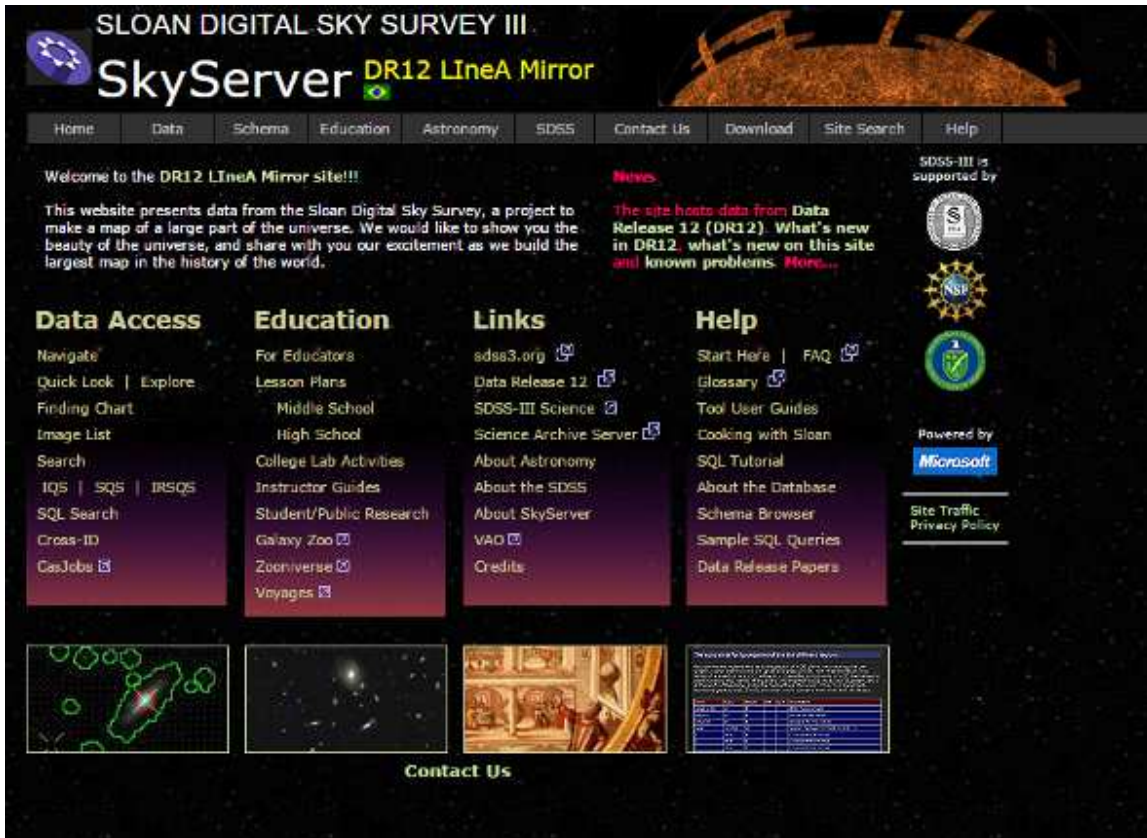 SLOAN DIGITAL SKY SURVEY III
SkyServer DR12 LIneA Mirror
Home Data Schema Education Astronomy SDSS Contact Us Download Site Search Help
Welcome to the DR12 LIneA Mirror site!!!
This website presents data from the Sloan Digital Sky Survey, a project to
make a map of a large part of the universe. We would like to show you the
beauty of the universe, and share with you our excitement as we build the
largest map in the history of the world.
News
The site hosts data from Data
Release 12 (DR12). What's new
in DR12, what's new on this site
and known problems. More...
SDSS-III is
supported by
NSF
Powered by
Microsoft
Site Traffic
Privacy Policy
Data Access
Navigate
Quick Look | Explore
Finding Chart
Image List
Search
IQS | SQS | IRSQS
SQL Search
Cross-ID
CasJobs
Education
For Educators
Lesson Plans
Middle School
High School
College Lab Activities
Instructor Guides
Student/Public Research
Galaxy Zoo
Zooniverse
Voyages
Links
sdss3.org
Data Release 12
SDSS-III Science
Science Archive Server
About Astronomy
About the SDSS
About SkyServer
VAO
Credits
Help
Start Here | FAQ
Glossary
Tool User Guides
Cooking with Sloan
SQL Tutorial
About the Database
Schema Browser
Sample SQL Queries
Data Release Papers
Contact Us